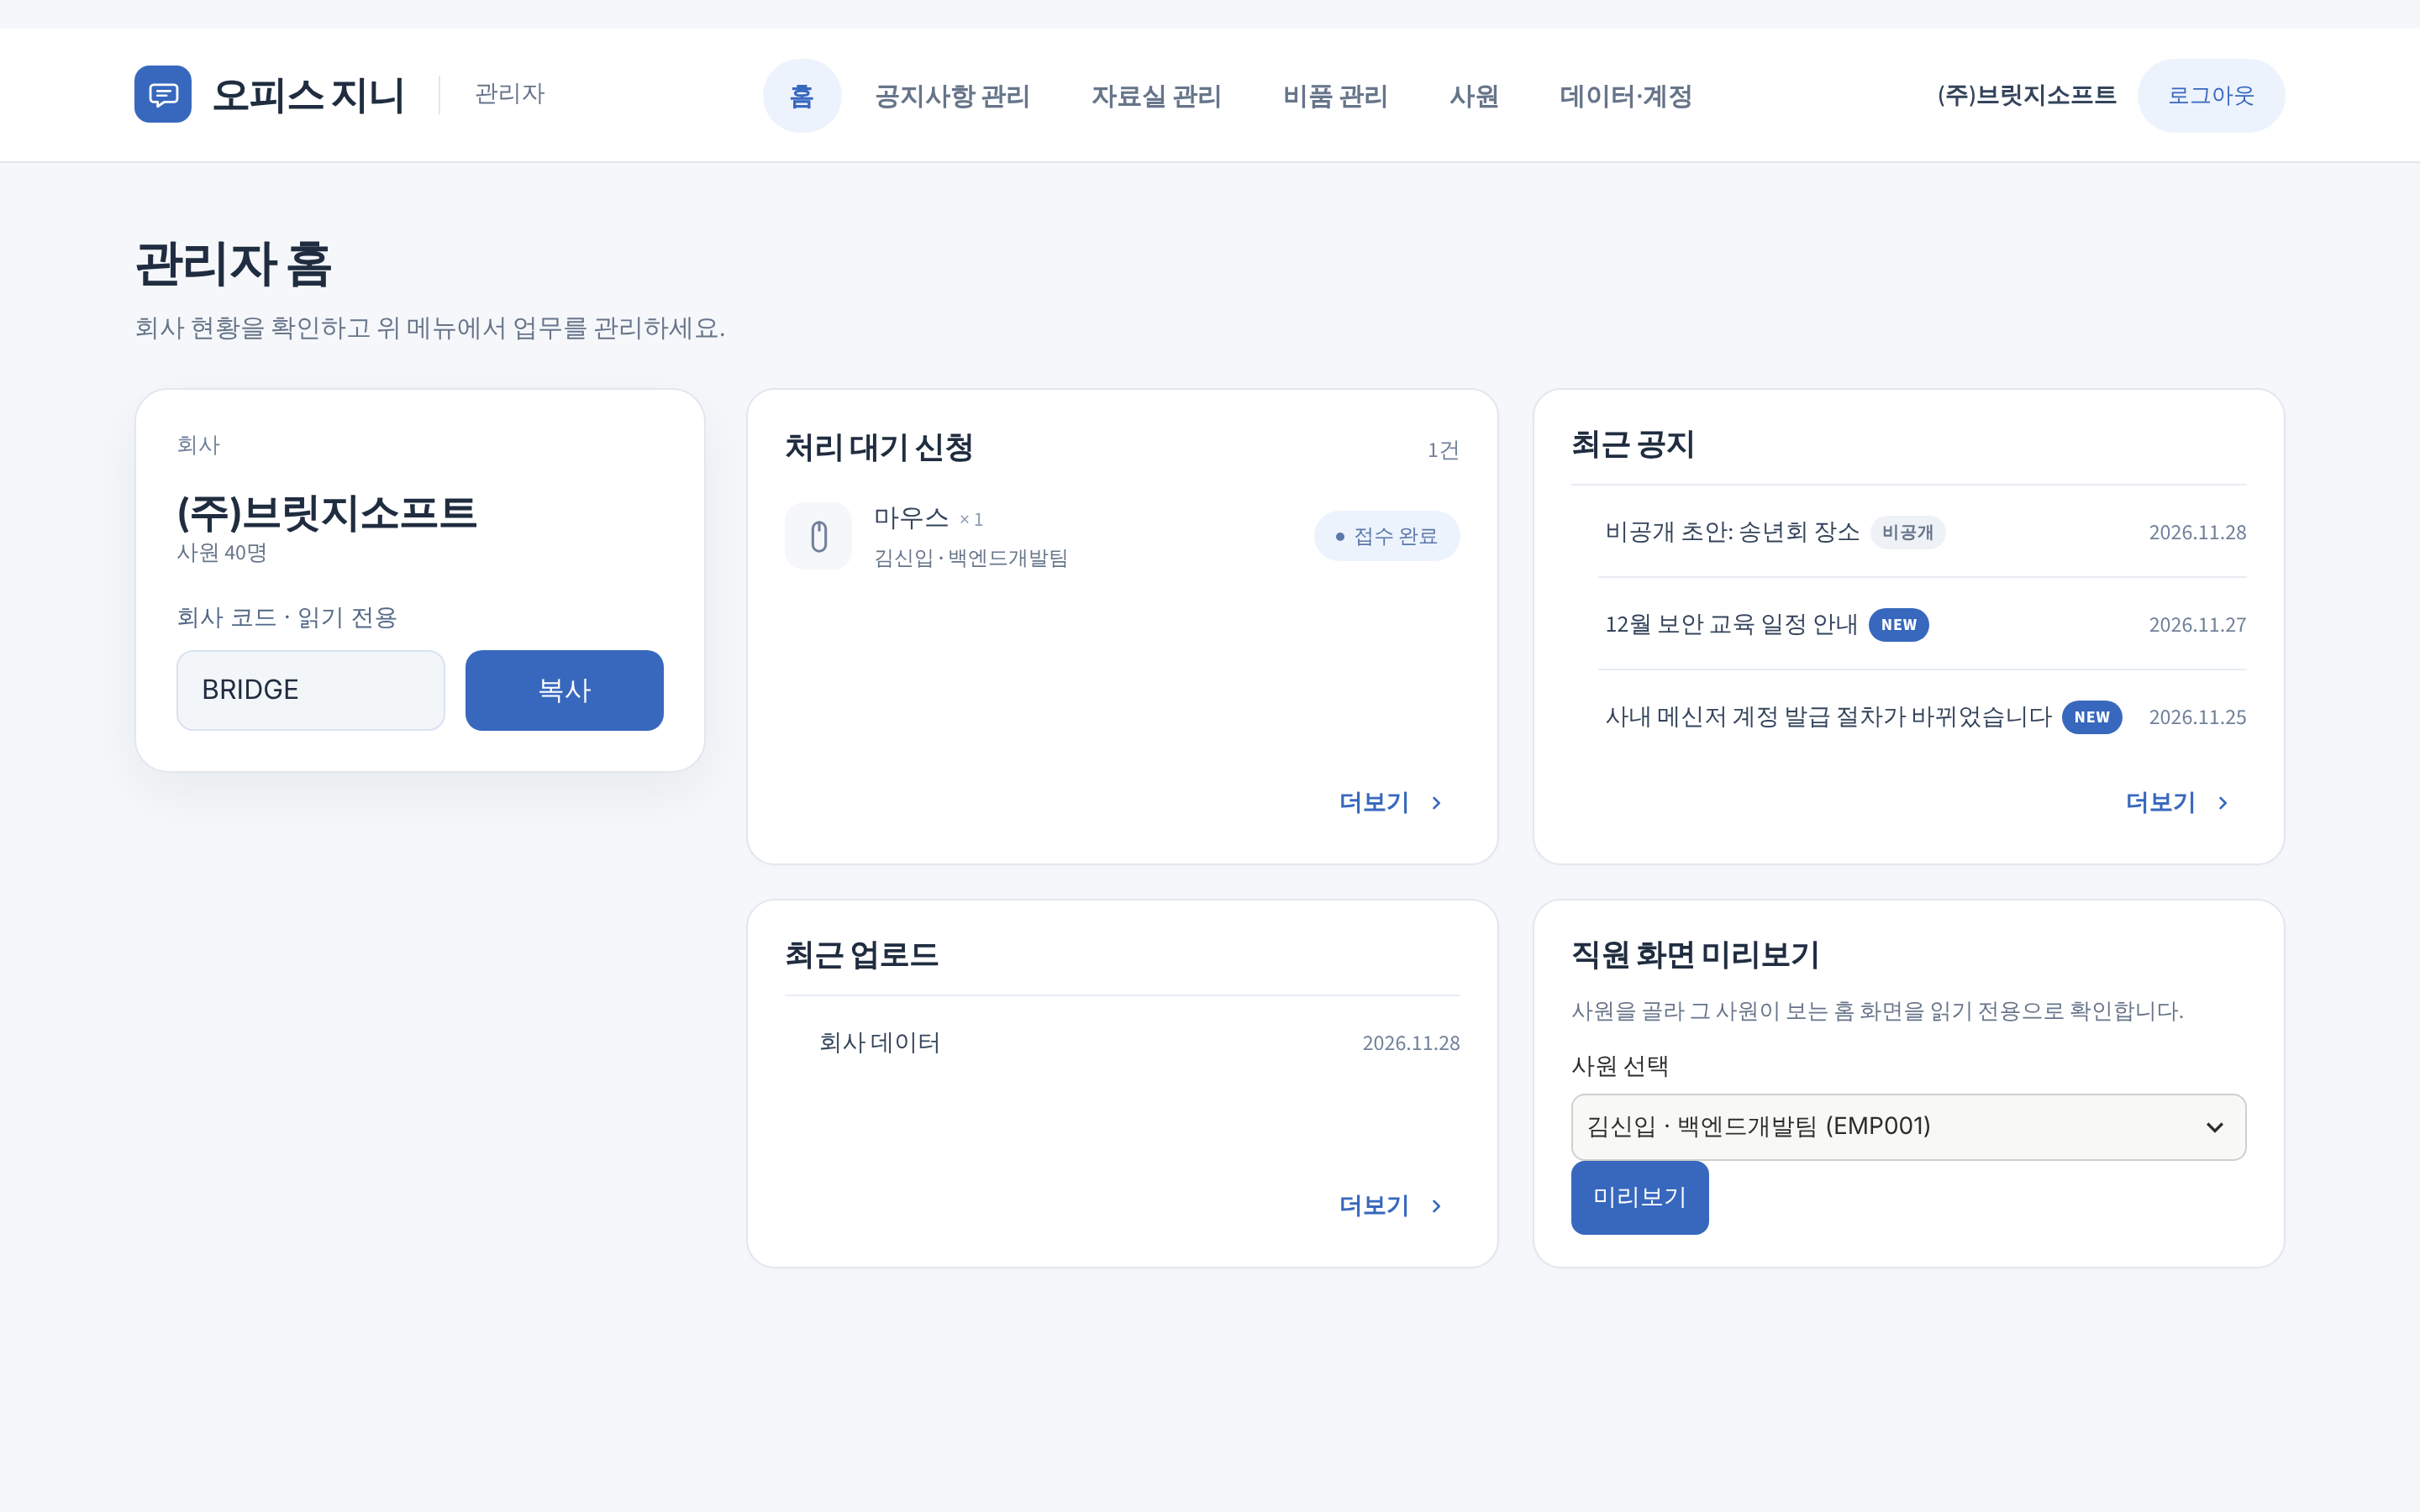 오피스 지니
관리자
홈
공지사항 관리
자료실 관리
비품 관리
사원
데이터·계정
(주)브릿지소프트
로그아웃
관리자 홈
회사 현황을 확인하고 위 메뉴에서 업무를 관리하세요.
회사
(주)브릿지소프트
사원 40명
회사 코드 · 읽기 전용
BRIDGE
복사
처리 대기 신청
1건
마우스 × 1
김신입 · 백엔드개발팀
접수 완료
더보기
최근 공지
비공개 초안: 송년회 장소 비공개 2026.11.28
12월 보안 교육 일정 안내 NEW 2026.11.27
사내 메신저 계정 발급 절차가 바뀌었습니다 NEW 2026.11.25
더보기
최근 업로드
회사 데이터 2026.11.28
더보기
직원 화면 미리보기
사원을 골라 그 사원이 보는 홈 화면을 읽기 전용으로 확인합니다.
사원 선택
김신입 · 백엔드개발팀 (EMP001)
미리보기